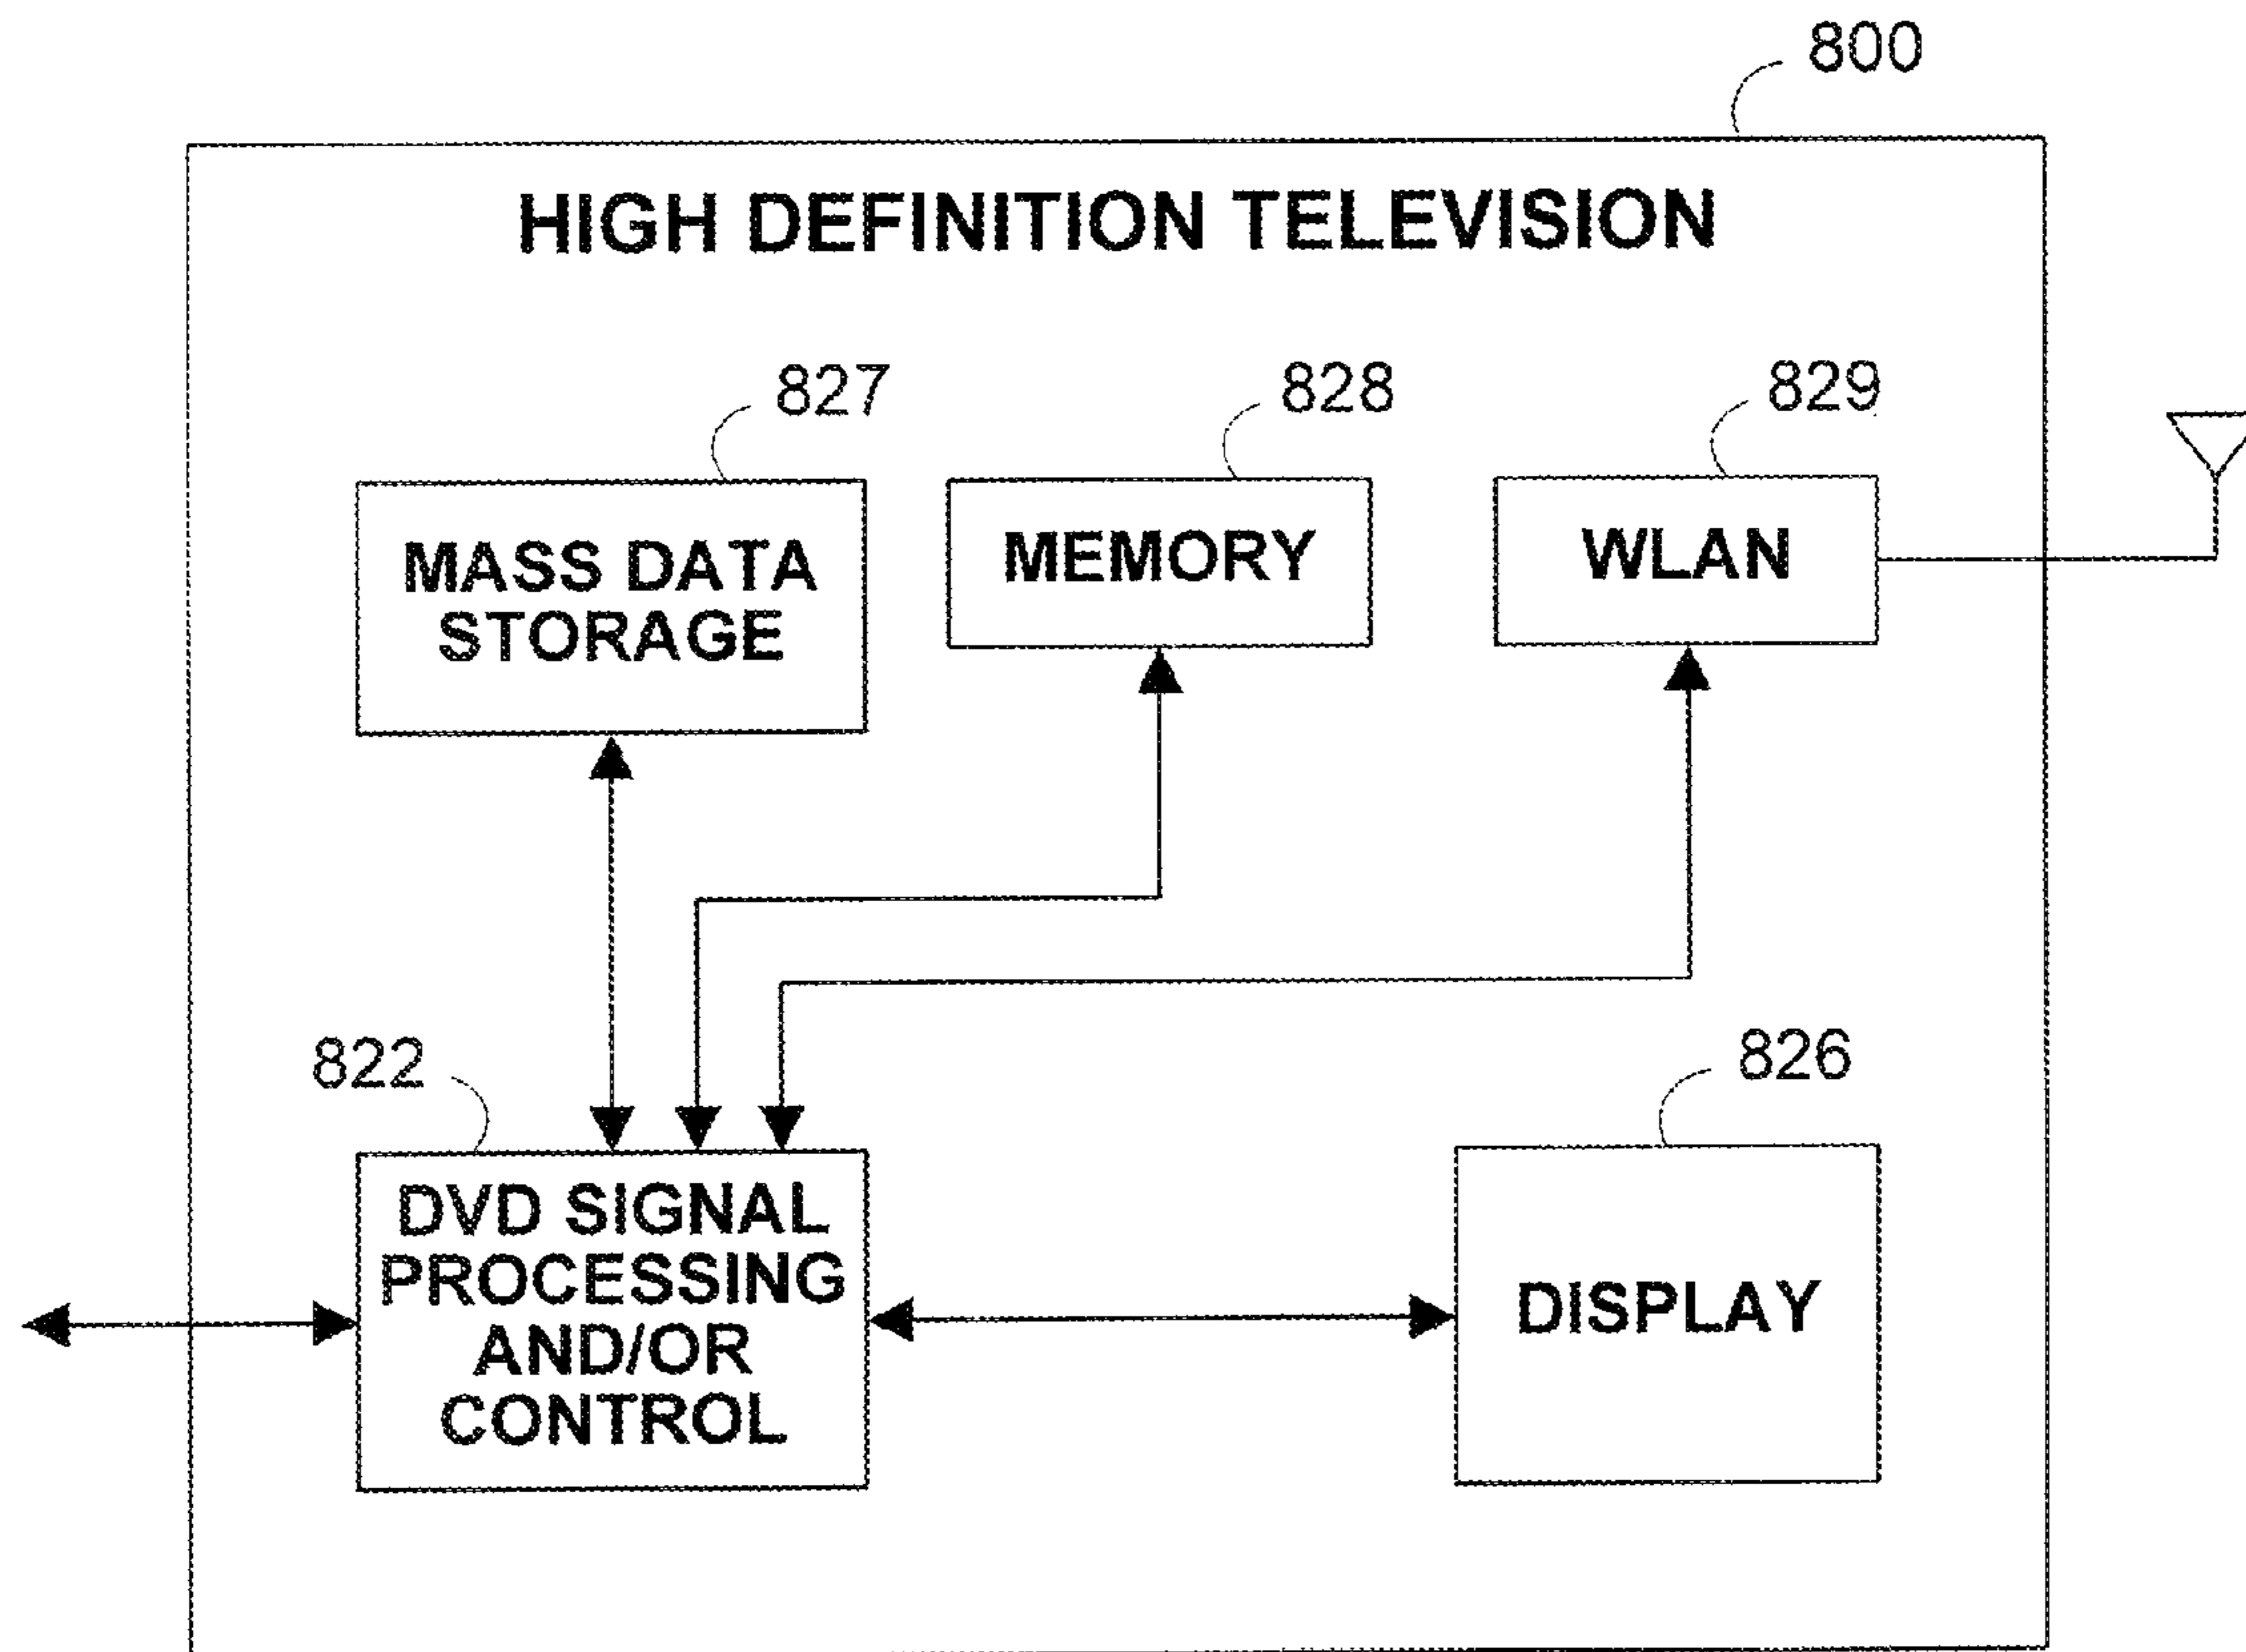 800
HIGH DEFINITION TELEVISION
827
828
829
MASS DATA
STORAGE
MEMORY
WLAN
822
826
DVD SIGNAL
PROCESSING
AND/OR
CONTROL
DISPLAY